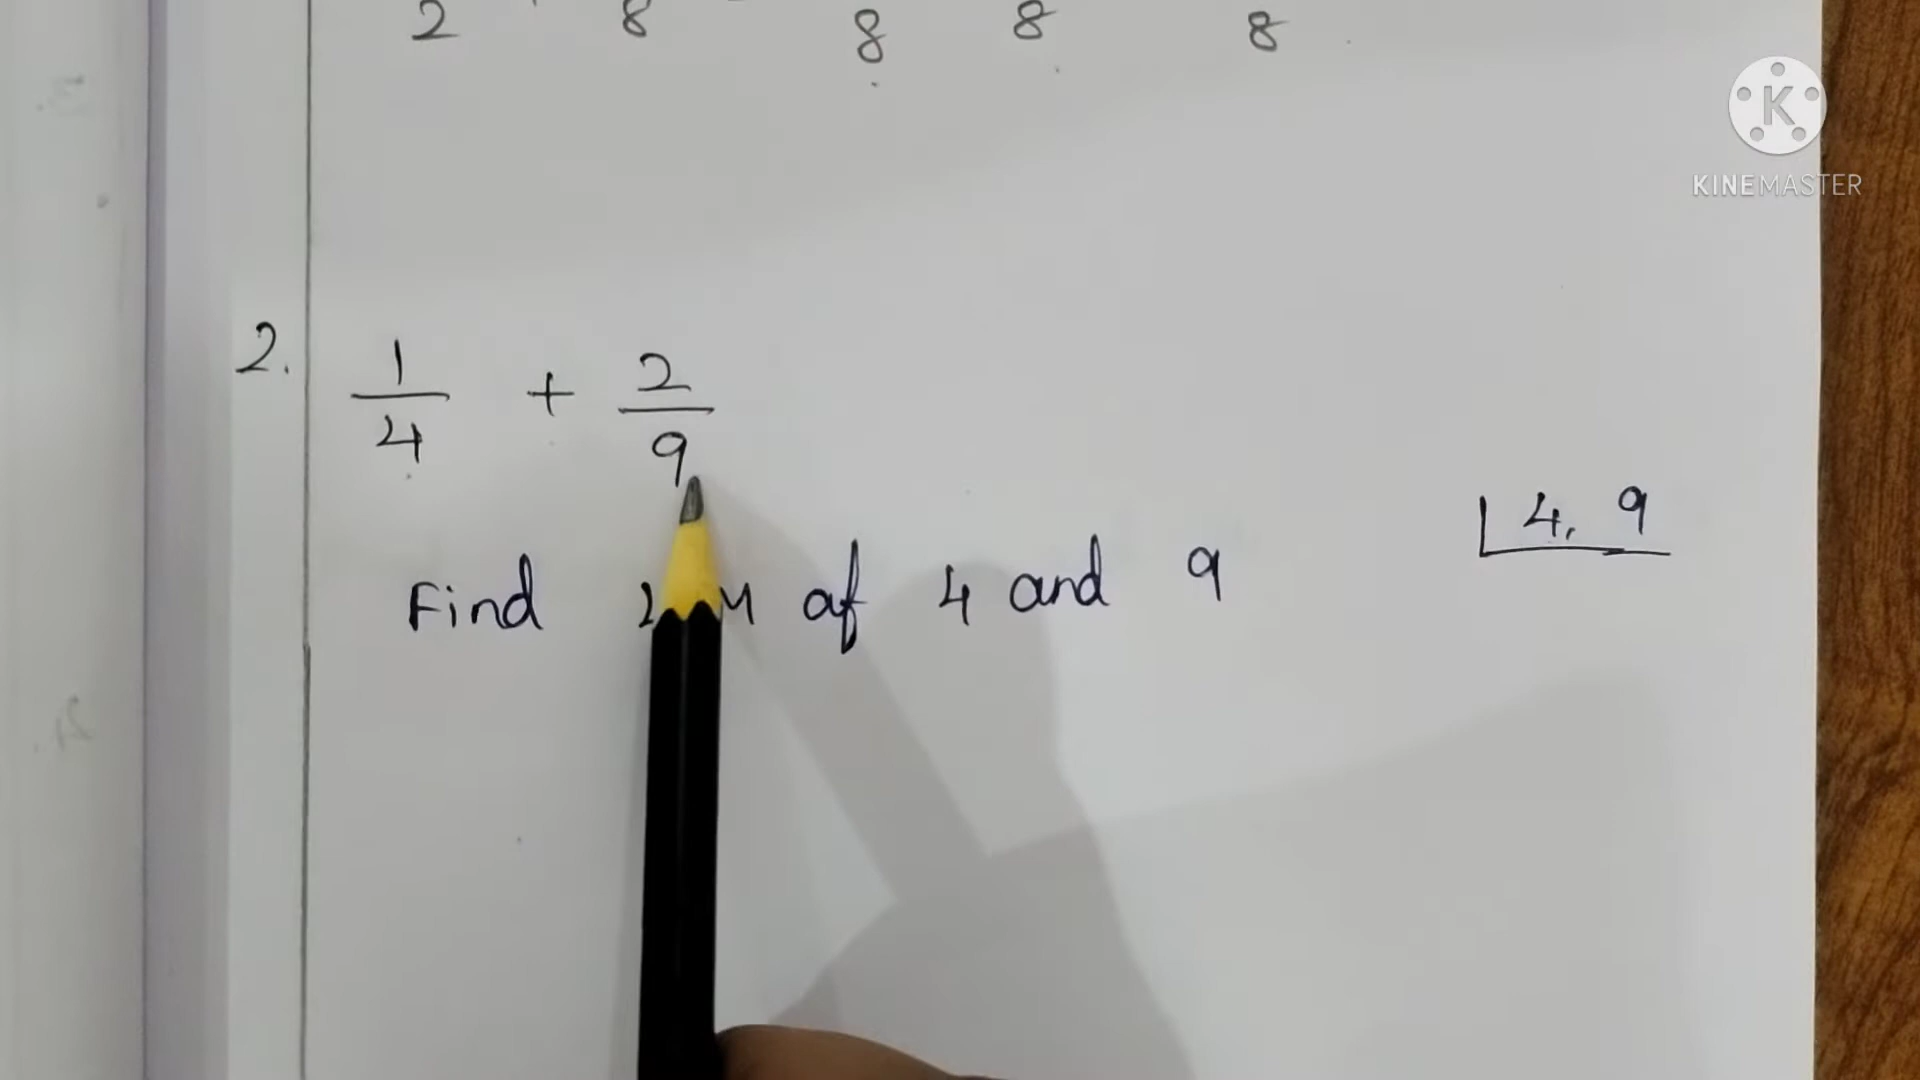 2 8 8 8 8
KINEMASTER
2. 1/4 + 2/9
4, 9
Find of 4 and 9